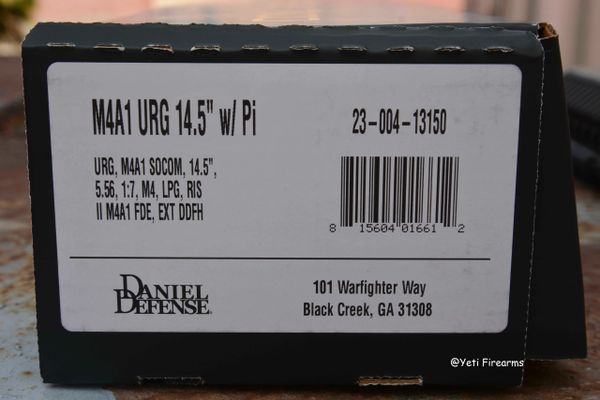 M4A1 URG 14.5" w/ Pi
23-004-13150
URG, M4A1 SOCOM, 14.5",
5.56, 1:7, M4, LPG, RIS
II M4A1 FDE, EXT DDFH
8 15604 01661 2
DANIEL
DEFENSE
101 Warfighter Way
Black Creek, GA 31308
@Yeti Firearms